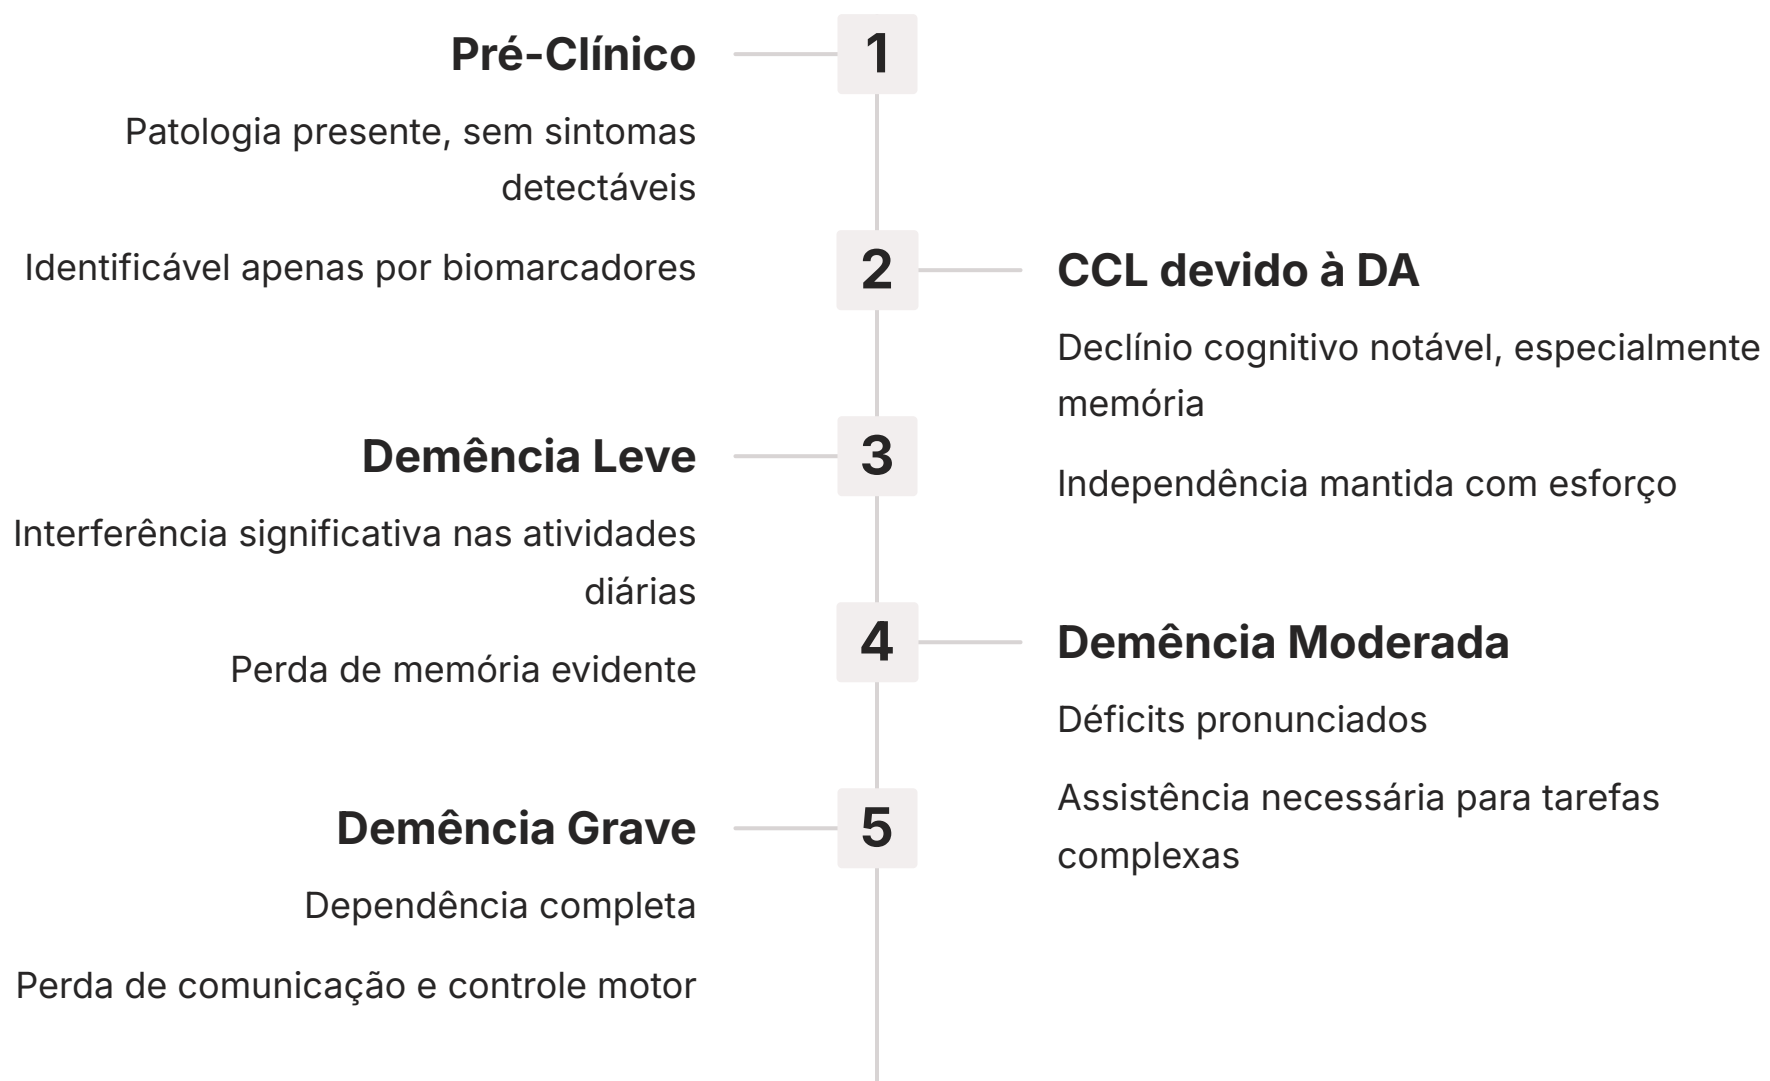 1
Pré-Clínico
Patologia presente, sem sintomas
detectáveis
Identificável apenas por biomarcadores
2
CCL devido à DA
Declínio cognitivo notável, especialmente
memória
Independência mantida com esforço
3
Demência Leve
Interferência significativa nas atividades
diárias
Perda de memória evidente
4
Demência Moderada
Déficits pronunciados
Assistência necessária para tarefas
complexas
5
Demência Grave
Dependência completa
Perda de comunicação e controle motor